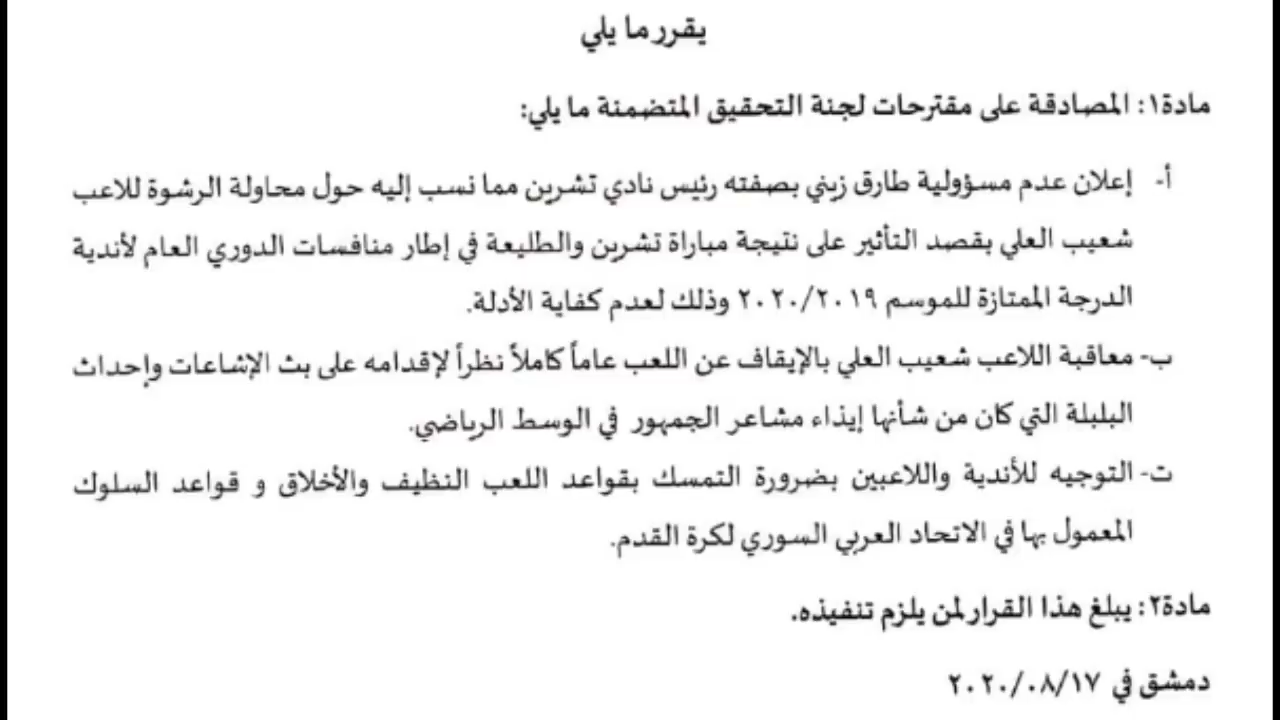 يقرر ما يلي
مادة١: المصادقة على مقترحات لجنة التحقيق المتضمنة ما يلي:
أ- إعلان عدم مسؤولية طارق زيني بصفته رئيس نادي تشرين مما نسب إليه حول محاولة الرشوة للاعب
شعيب العلي بقصد التأثير على نتيجة مباراة تشرين والطليعة في إطار منافسات الدوري العام لأندية
الدرجة الممتازة للموسم ٢٠٢٠/٢٠١٩ وذلك لعدم كفاية الأدلة.
ب- معاقبة اللاعب شعيب العلي بالإيقاف عن اللعب عاماً كاملاً نظراً لإقدامه على بث الإشاعات وإحداث
البلبلة التي كان من شأنها إيذاء مشاعر الجمهور في الوسط الرياضي.
ت- التوجيه للأندية واللاعبين بضرورة التمسك بقواعد اللعب النظيف والأخلاق و قواعد السلوك
المعمول بها في الاتحاد العربي السوري لكرة القدم.
مادة٢: يبلغ هذا القرار لمن يلزم تنفيذه.
دمشق في ٢٠٢٠/٠٨/١٧